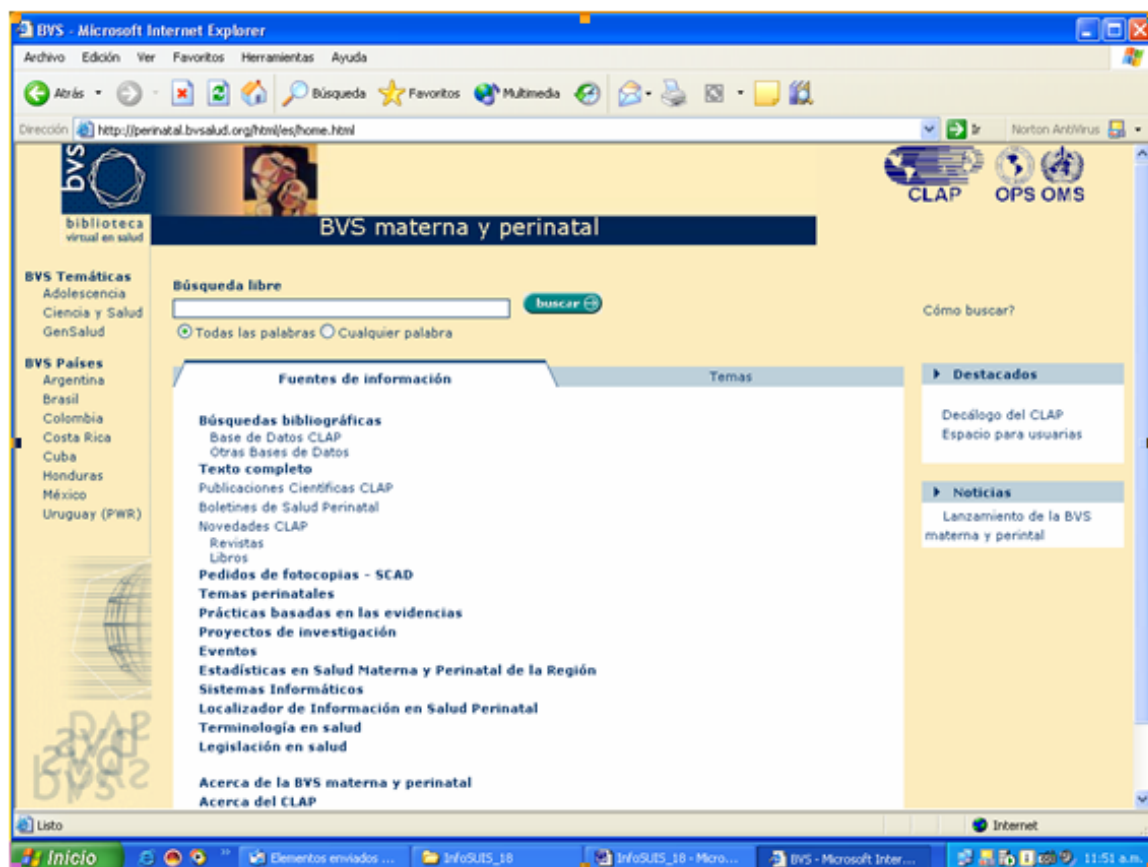 BVS - Microsoft Internet Explorer
Archivo Edición Ver Favoritos Herramientas Ayuda
Atrás Búsqueda Favoritos Multimedia
Dirección http://perinatal.bvsalud.org/html/es/home.html Ir Norton AntiVirus
bvs
biblioteca
virtual en salud
BVS materna y perinatal
CLAP OPS OMS
BVS Temáticas
Adolescencia
Ciencia y Salud
GenSalud
BVS Países
Argentina
Brasil
Colombia
Costa Rica
Cuba
Honduras
México
Uruguay (PWR)
Búsqueda libre
buscar
Todas las palabras Cualquier palabra
Cómo buscar?
Fuentes de información
Temas
Búsquedas bibliográficas
Base de Datos CLAP
Otras Bases de Datos
Texto completo
Publicaciones Científicas CLAP
Boletines de Salud Perinatal
Novedades CLAP
Revistas
Libros
Pedidos de fotocopias - SCAD
Temas perinatales
Prácticas basadas en las evidencias
Proyectos de investigación
Eventos
Estadísticas en Salud Materna y Perinatal de la Región
Sistemas Informáticos
Localizador de Información en Salud Perinatal
Terminología en salud
Legislación en salud
Acerca de la BVS materna y perinatal
Acerca del CLAP
Destacados
Decálogo del CLAP
Espacio para usuarias
Noticias
Lanzamiento de la BVS
materna y perintal
Listo
Internet
Inicio
Elementos enviados ...
InfoSUIS_18
InfoSUIS_18 - Micro...
BVS - Microsoft Inter...
11:51 a